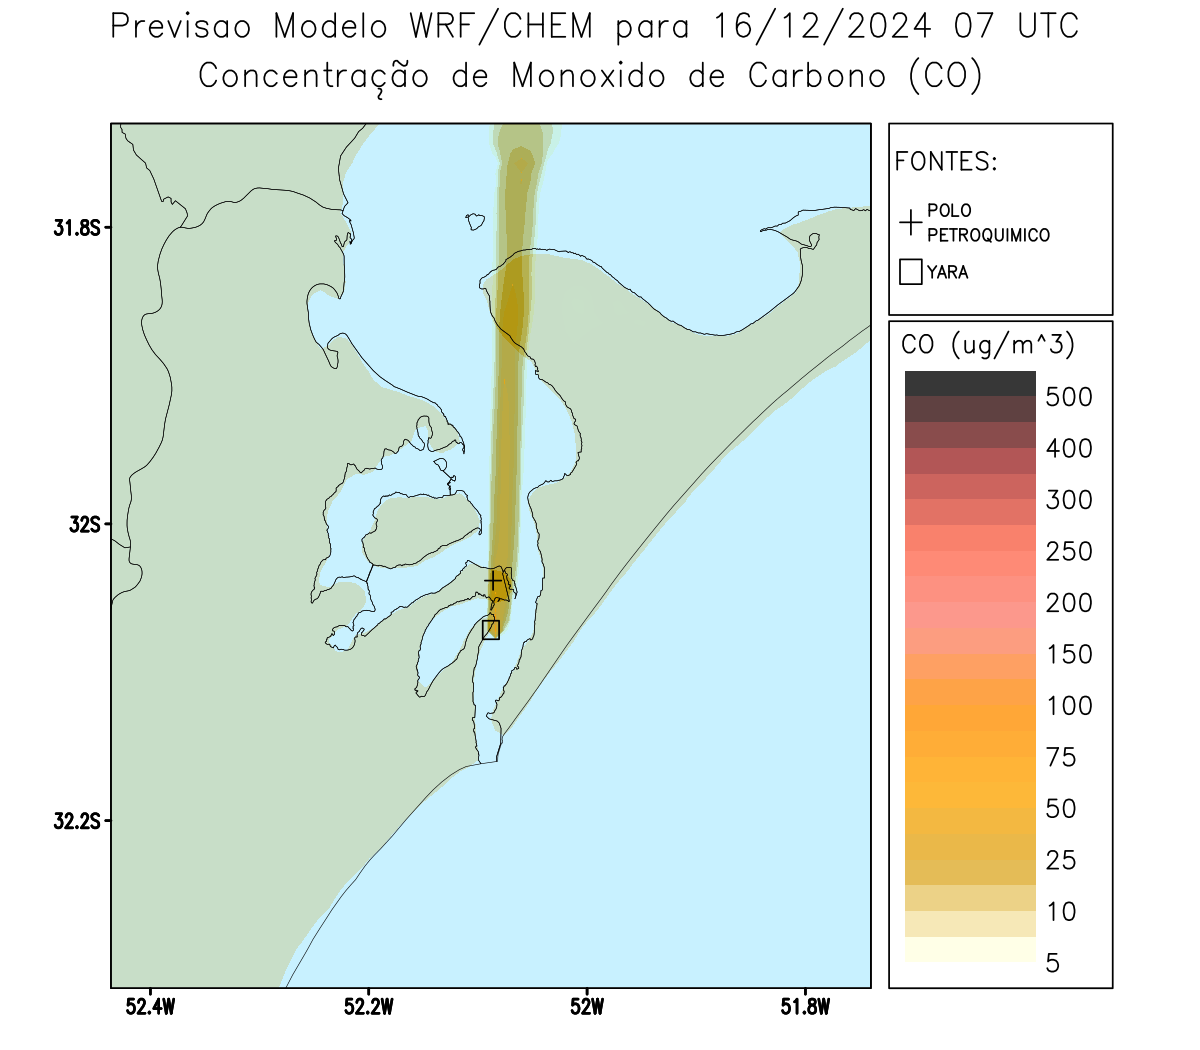 Previsao Modelo WRF/CHEM para 16/12/2024 07 UTC
Concentração de Monoxido de Carbono (CO)
FONTES:
POLO
PETROQUIMICO
YARA
CO (ug/m^3)
500
400
300
250
200
150
100
75
50
25
10
5
31.8S
32S
32.2S
52.4W
52.2W
52W
51.8W